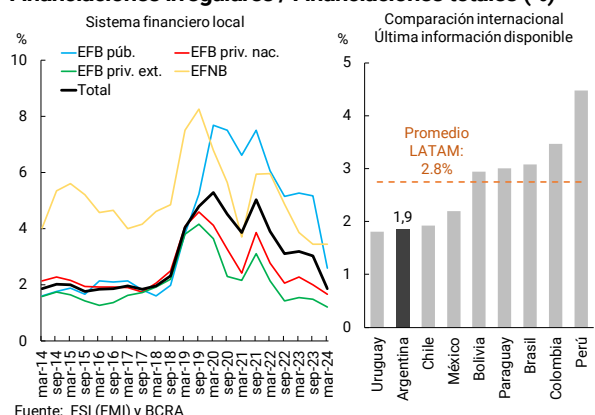 Financiaciones irregulares / Financiaciones totales (%)
Sistema financiero local
%
EFB púb.
EFB priv. nac.
EFB priv. ext.
EFNB
Total
10
8
6
4
2
0
mar-14
sep-14
mar-15
sep-15
mar-16
sep-16
mar-17
sep-17
mar-18
sep-18
mar-19
sep-19
mar-20
sep-20
mar-21
sep-21
mar-22
sep-22
mar-23
sep-23
mar-24
Comparación internacional
Última información disponible
%
5
4
3
2
1
0
Promedio
LATAM:
2.8%
1,9
Uruguay
Argentina
Chile
México
Bolivia
Paraguay
Brasil
Colombia
Perú
Fuente: FSI (FMI) y BCRA